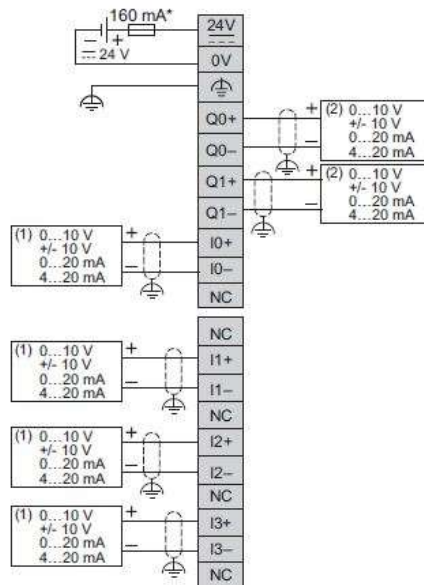 160 mA*
24V
24 V
0V
Q0+
+ (2) 0...10 V
+/- 10 V
Q0– – 0...20 mA
4...20 mA
Q1+ + (2) 0...10 V
+/- 10 V
Q1– – 0...20 mA
4...20 mA
(1) 0...10 V + I0+
+/- 10 V
0...20 mA – I0–
4...20 mA
NC
NC
(1) 0...10 V + I1+
+/- 10 V
0...20 mA – I1–
4...20 mA
NC
(1) 0...10 V + I2+
+/- 10 V
0...20 mA – I2–
4...20 mA
NC
(1) 0...10 V + I3+
+/- 10 V
0...20 mA – I3–
4...20 mA
NC